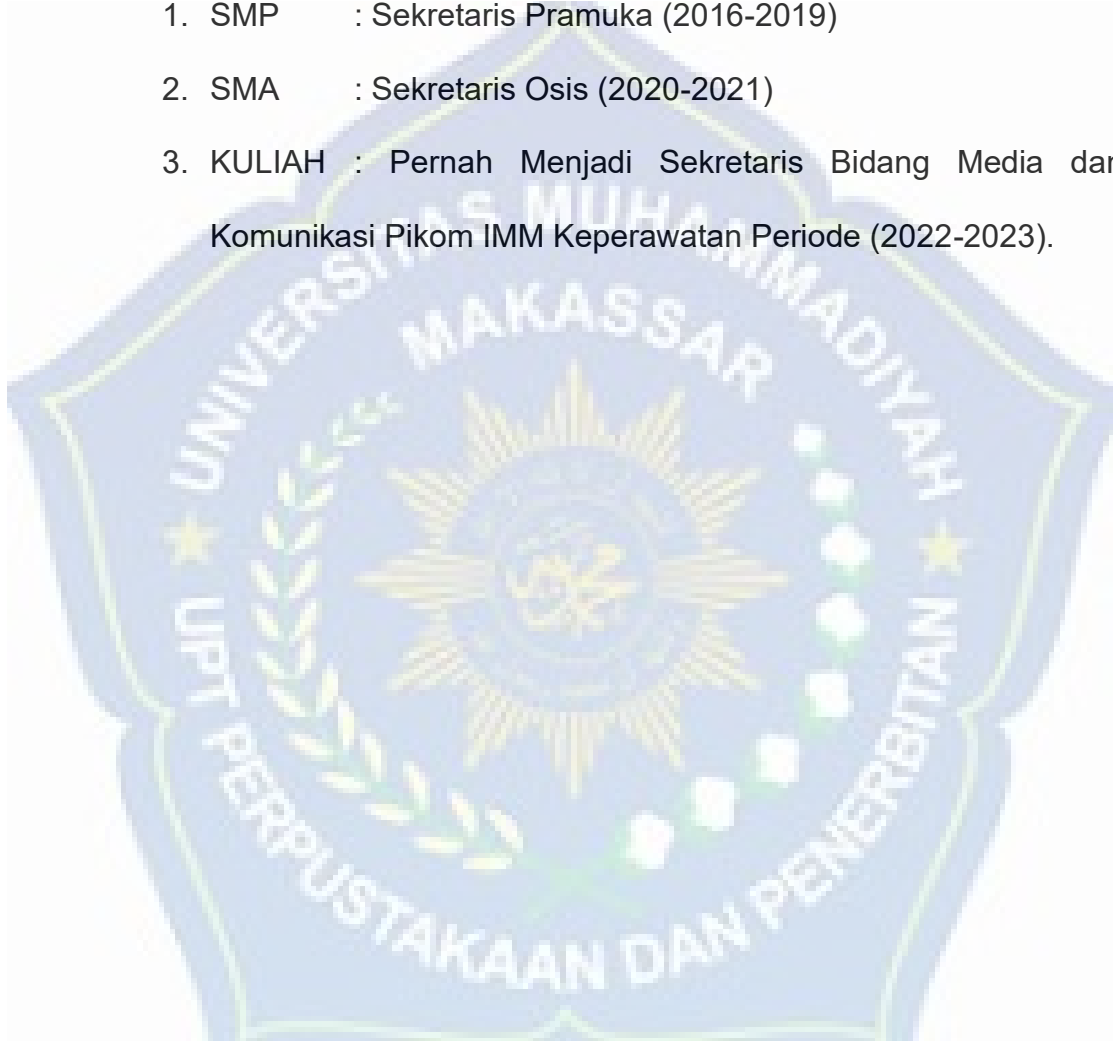 1. SMP : Sekretaris Pramuka (2016-2019)
2. SMA : Sekretaris Osis (2020-2021)
3. KULIAH : Pernah Menjadi Sekretaris Bidang Media dan
Komunikasi Pikom IMM Keperawatan Periode (2022-2023).
UNIVERSITAS MUHAMMADIYAH
MAKASSAR
UPT PERPUSTAKAAN DAN PENERBITAN